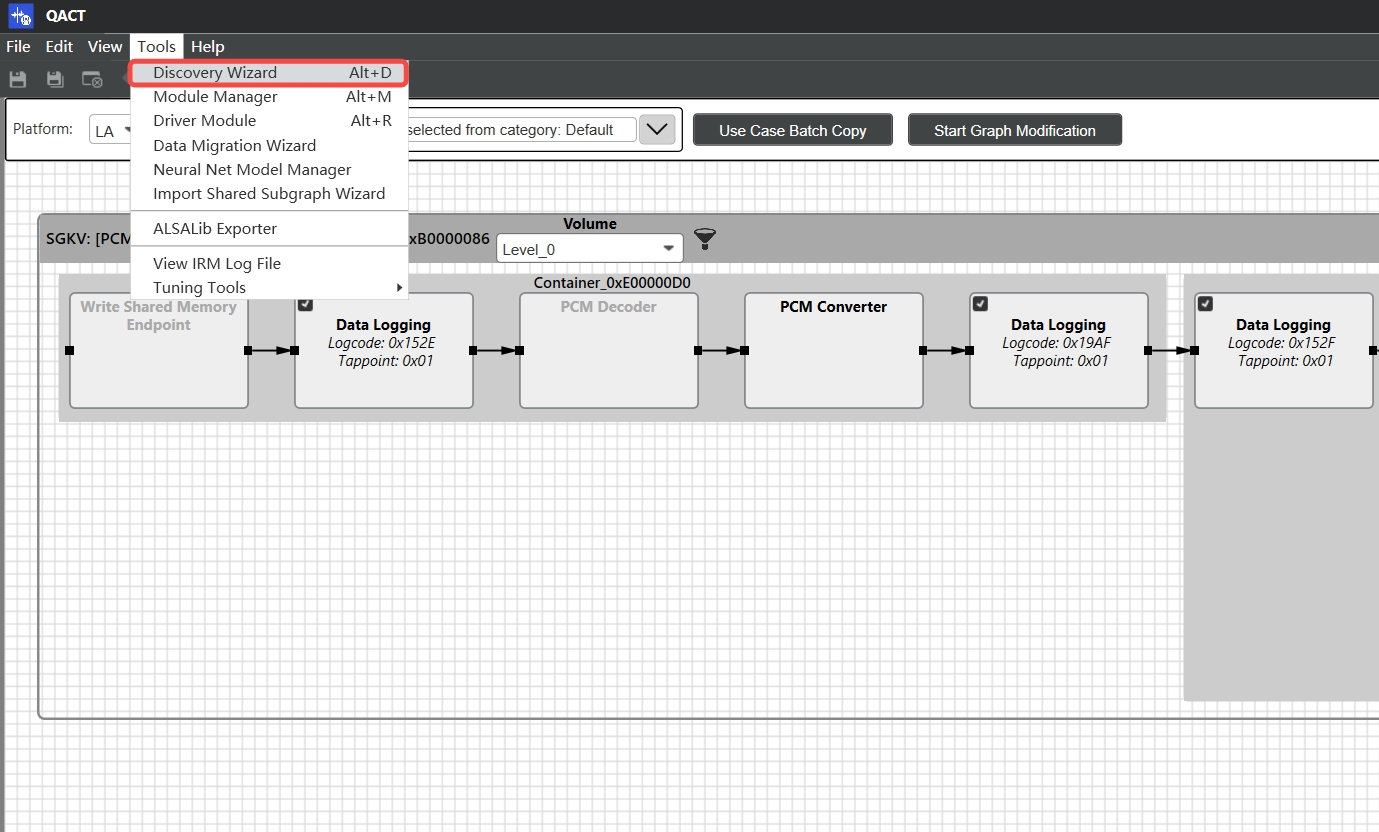 QACT
File Edit View Tools Help
Discovery Wizard Alt+D
Module Manager Alt+M
Driver Module Alt+R
Data Migration Wizard
Neural Net Model Manager
Import Shared Subgraph Wizard
ALSALib Exporter
View IRM Log File
Tuning Tools
Platform: LA selected from category: Default Use Case Batch Copy Start Graph Modification
Volume
SGKV: [PCM xB0000086 Level_0
Container_0xE00000D0
Write Shared Memory
Endpoint
Data Logging
Logcode: 0x152E
Tappoint: 0x01
PCM Decoder
PCM Converter
Data Logging
Logcode: 0x19AF
Tappoint: 0x01
Data Logging
Logcode: 0x152F
Tappoint: 0x01